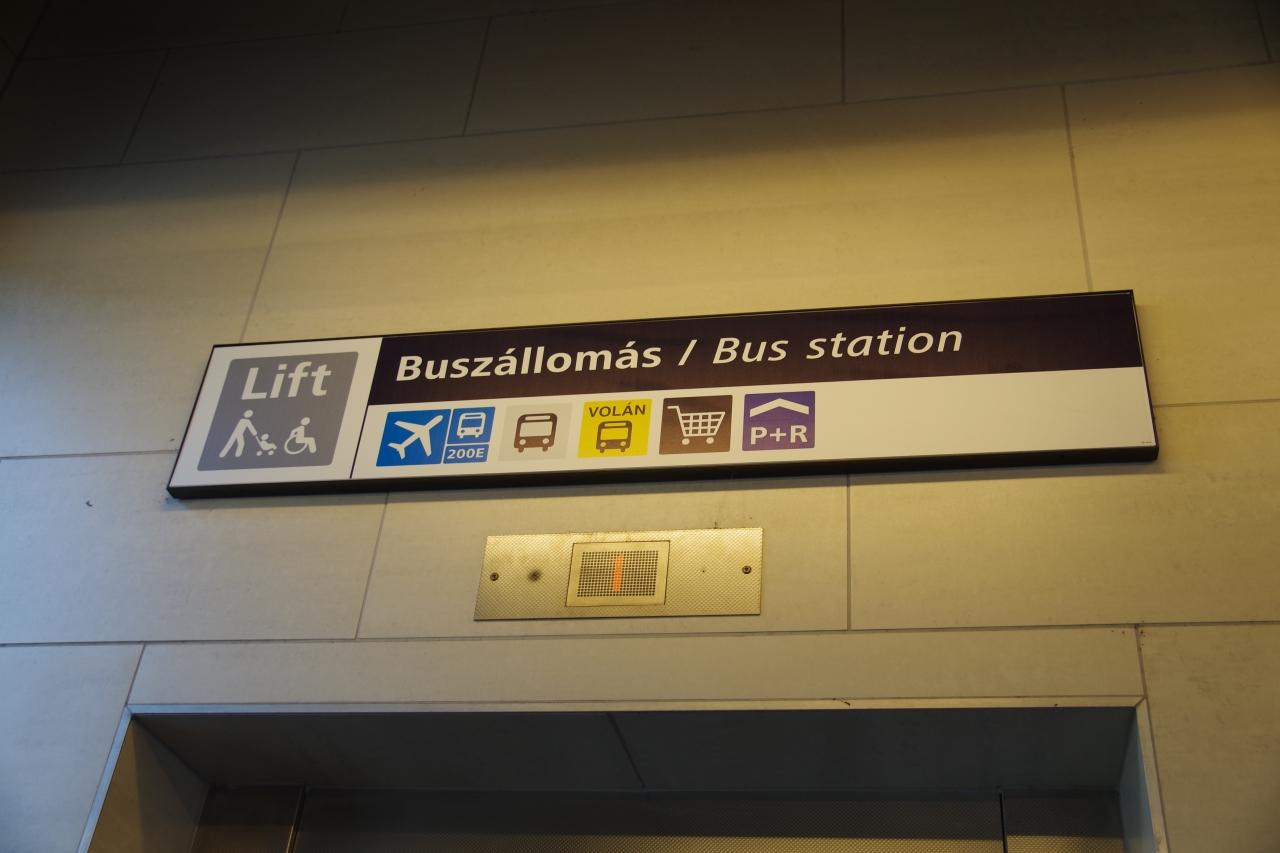 Lift
Buszállomás / Bus station
200E
VOLÁN
P+R